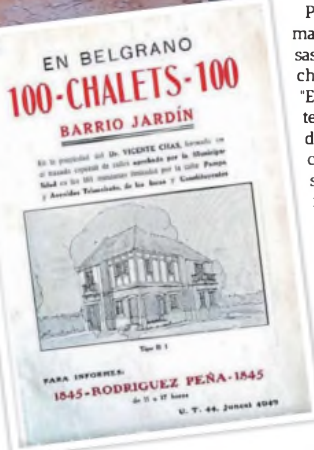 EN BELGRANO
100-CHALETS-100
BARRIO JARDÍN
En la propiedad del Dr. VICENTE CHAS, formada en
el trazado especial de calles aprobado por la Municipa-
lidad en las 101 manzanas limitadas por la calle Pampa
y Avenidas Triunvirato, de los Incas y Constituyentes
Tipo B 1
PARA INFORMES:
1845-RODRIGUEZ PEÑA-1845
de 11 a 17 horas
U. T. 44, Juncal 4049
P
ma
sas
ch
"E
te
d
c
s